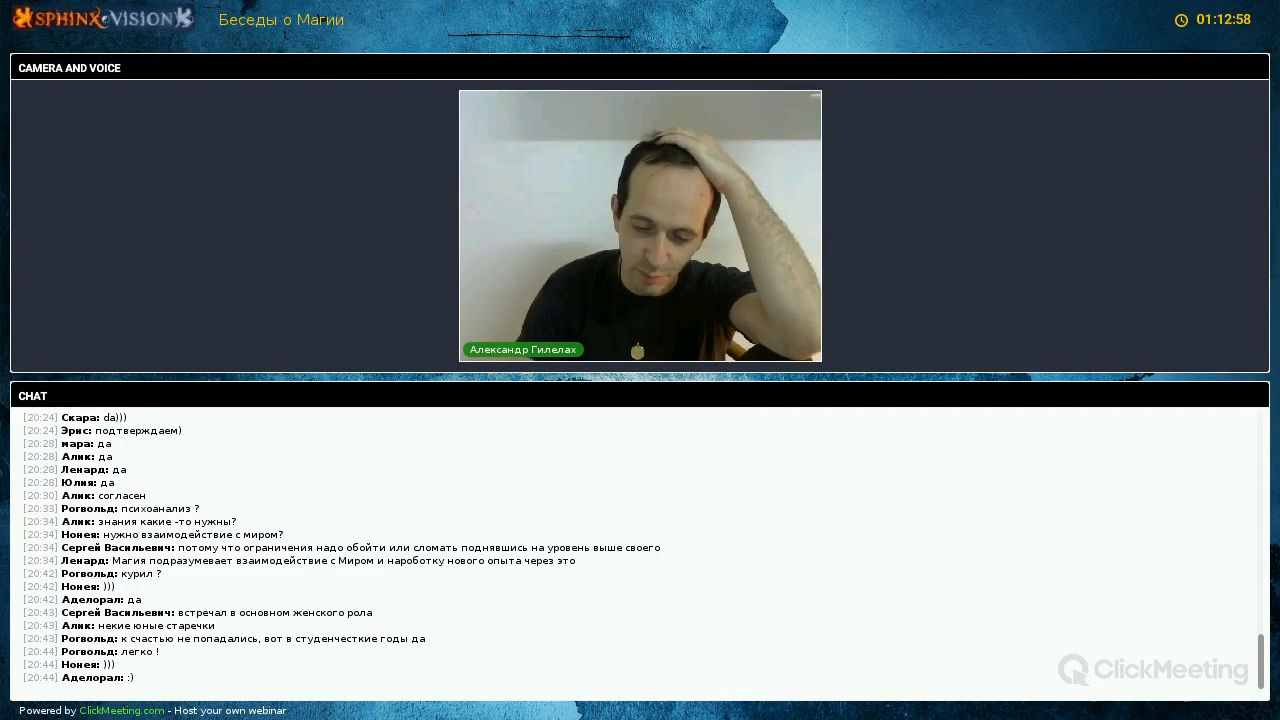 SPHINX VISION Беседы о Магии 01:12:58
CAMERA AND VOICE
Александр Гилелах
CHAT
[20:24] Скара: da)))
[20:24] Эрис: подтверждаем)
[20:28] мара: да
[20:28] Алик: да
[20:28] Ленард: да
[20:28] Юлия: да
[20:30] Алик: согласен
[20:33] Рогвольд: психоанализ ?
[20:34] Алик: знания какие -то нужны?
[20:34] Нонея: нужно взаимодействие с миром?
[20:34] Сергей Васильевич: потому что ограничения надо обойти или сломать поднявшись на уровень выше своего
[20:34] Ленард: Магия подразумевает взаимодействие с Миром и нароботку нового опыта через это
[20:42] Рогвольд: курил ?
[20:42] Нонея: )))
[20:42] Аделорал: да
[20:43] Сергей Васильевич: встречал в основном женского рола
[20:43] Алик: некие юные старечки
[20:43] Рогвольд: к счастью не попадались, вот в студенчесткие годы да
[20:44] Рогвольд: легко !
[20:44] Нонея: )))
[20:44] Аделорал: :)
ClickMeeting
Powered by ClickMeeting.com - Host your own webinar